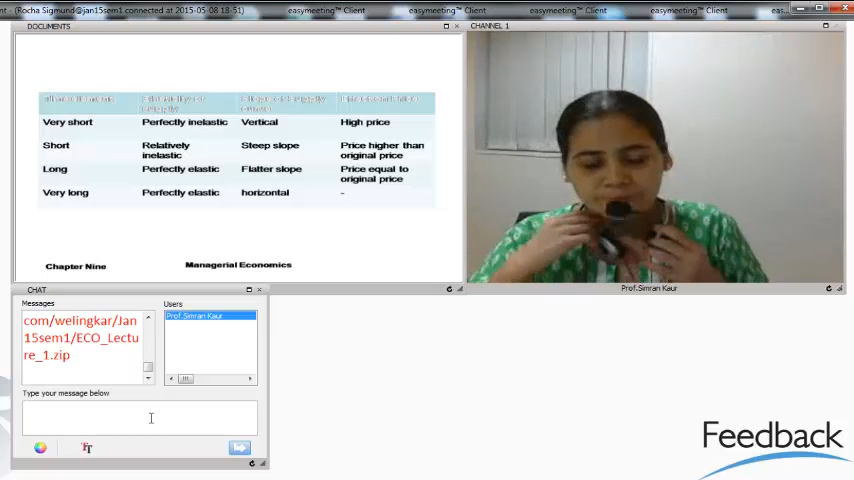 nt - (Rocha Sigmund@jan15sem1:connected at 2015-05-08 18-51) easymeeting™ Client easymeeting™ Client easymeeting™ Client easymeeting™ Client eas...
DOCUMENTS
CHANNEL 1
Very short Perfectly inelastic Vertical High price
Short Relatively inelastic Steep slope Price higher than original price
Long Perfectly elastic Flatter slope Price equal to original price
Very long Perfectly elastic horizontal -
Chapter Nine Managerial Economics
Prof.Simran Kaur
CHAT
Messages
com/welingkar/Jan
15sem1/ECO_Lectu
re_1.zip
Users
Prof.Simran Kaur
Type your message below
Feedback